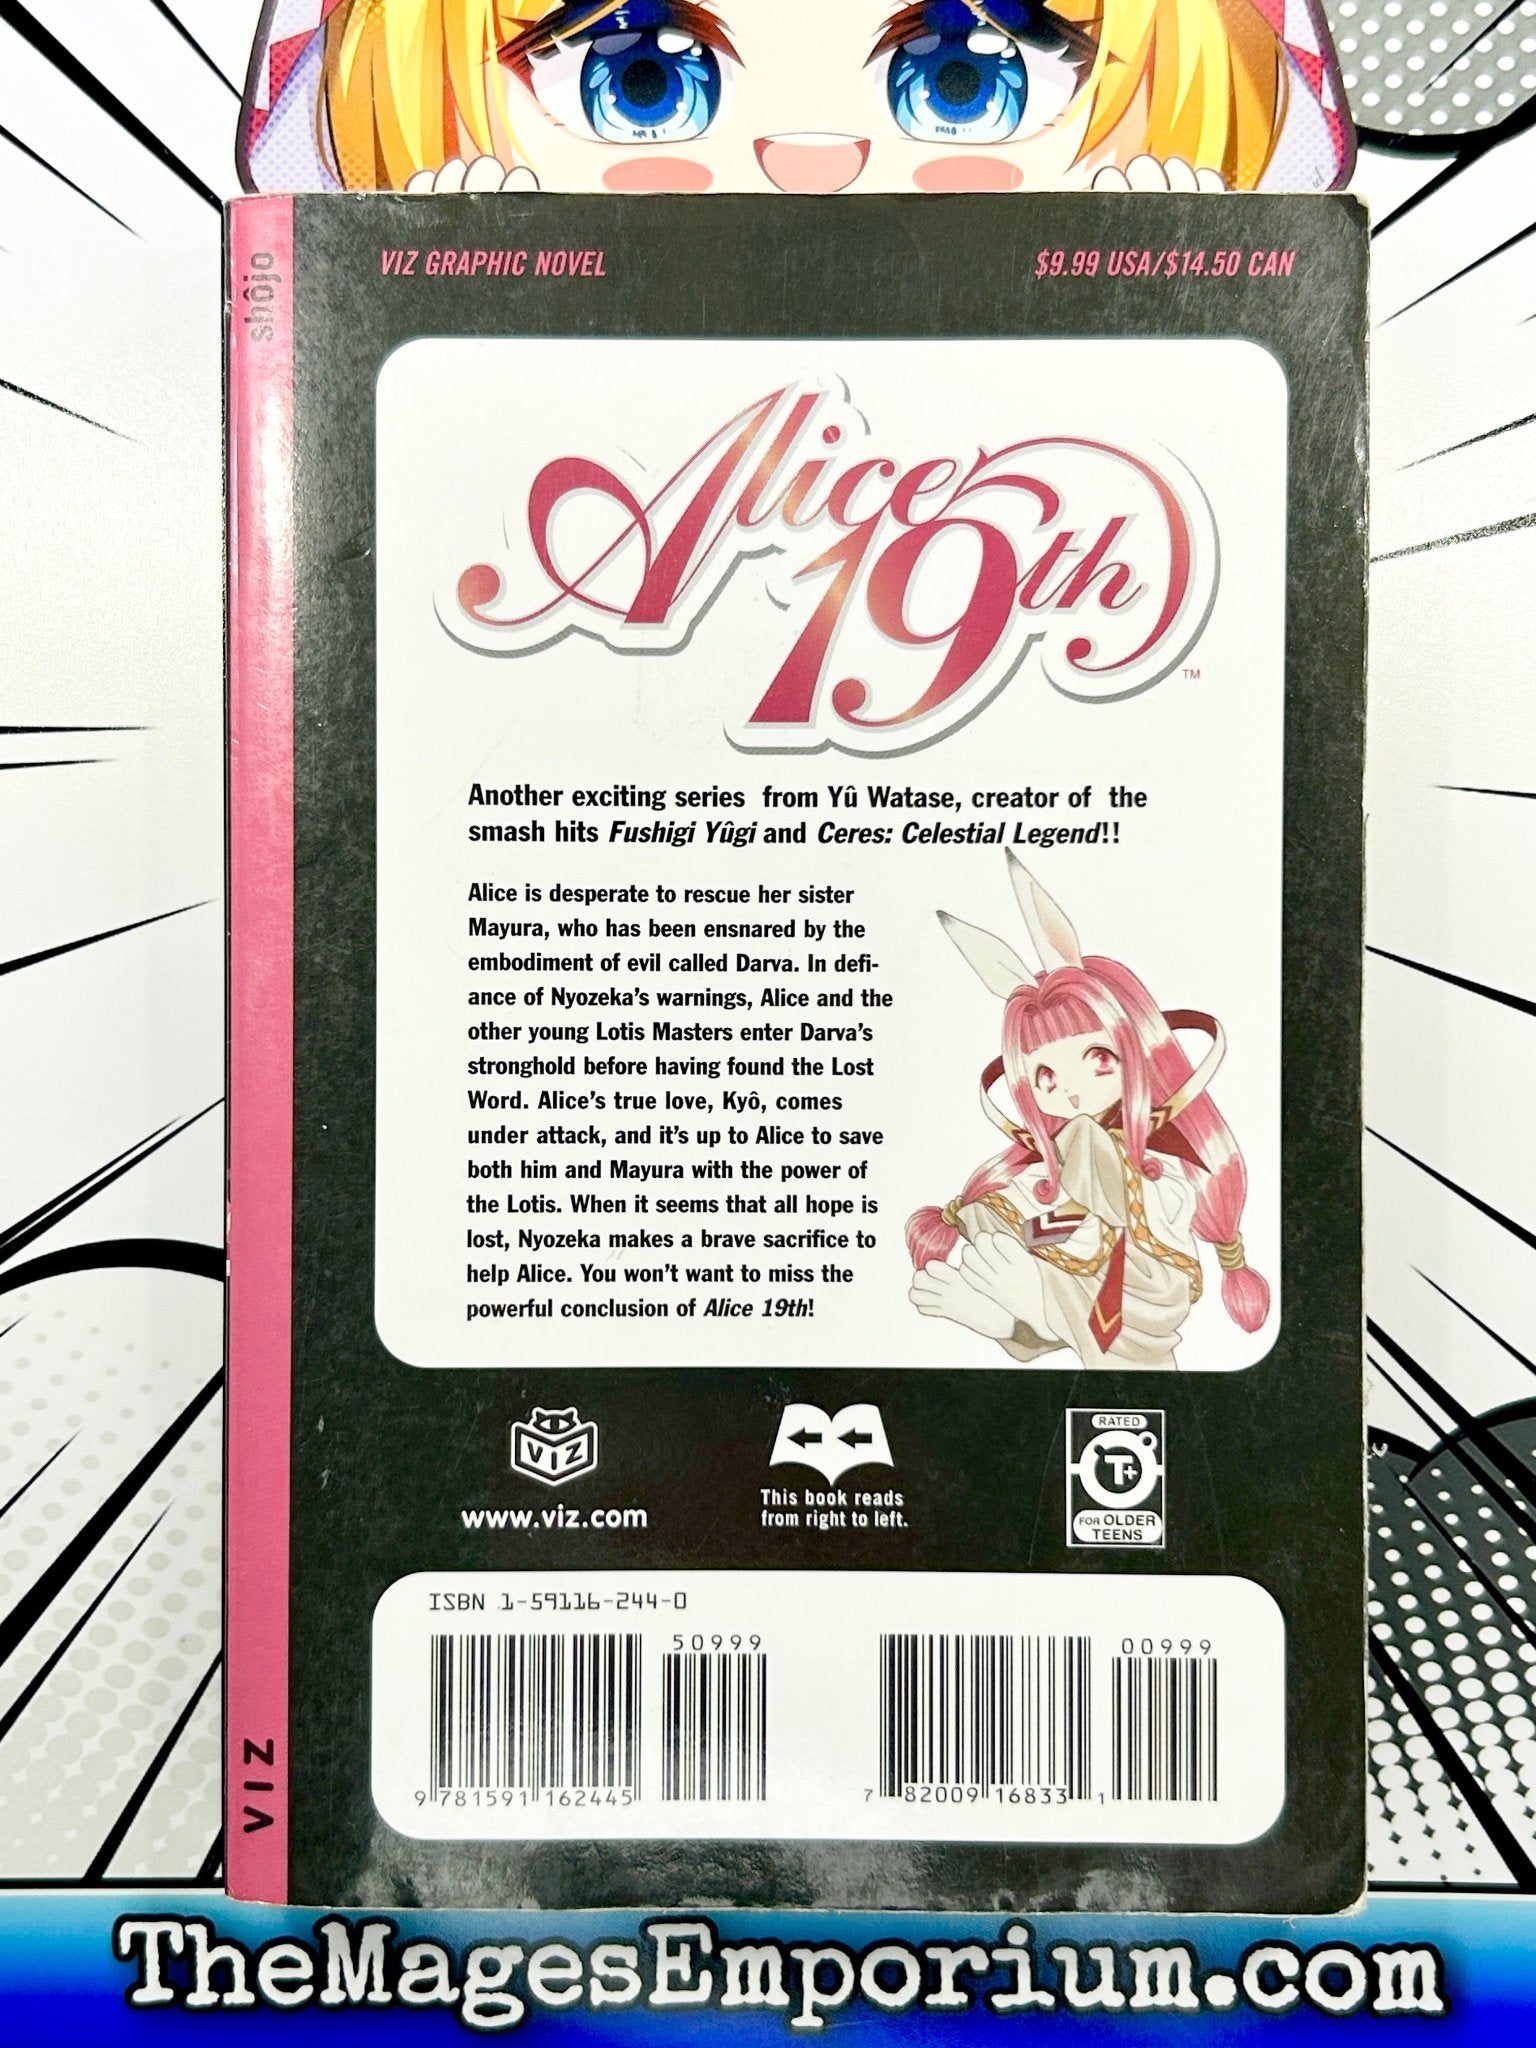 shôjo
VIZ GRAPHIC NOVEL
$9.99 USA/$14.50 CAN
Alice
19th
TM
Another exciting series from Yû Watase, creator of the
smash hits Fushigi Yûgi and Ceres: Celestial Legend!!
Alice is desperate to rescue her sister
Mayura, who has been ensnared by the
embodiment of evil called Darva. In defi-
ance of Nyozeka's warnings, Alice and the
other young Lotis Masters enter Darva's
stronghold before having found the Lost
Word. Alice's true love, Kyô, comes
under attack, and it's up to Alice to save
both him and Mayura with the power of
the Lotis. When it seems that all hope is
lost, Nyozeka makes a brave sacrifice to
help Alice. You won't want to miss the
powerful conclusion of Alice 19th!
VIZ
www.viz.com
This book reads
from right to left.
RATED
T+
FOR OLDER
TEENS
ISBN 1-59116-244-0
50999
9 781591 162445
00999
7 82009 16833 1
VIZ
TheMagesEmporium.com